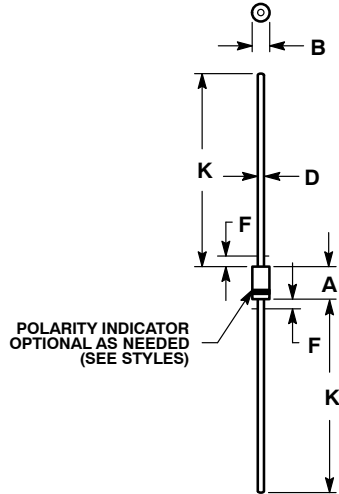 B
K
D
F
A
POLARITY INDICATOR
OPTIONAL AS NEEDED
(SEE STYLES)
F
K